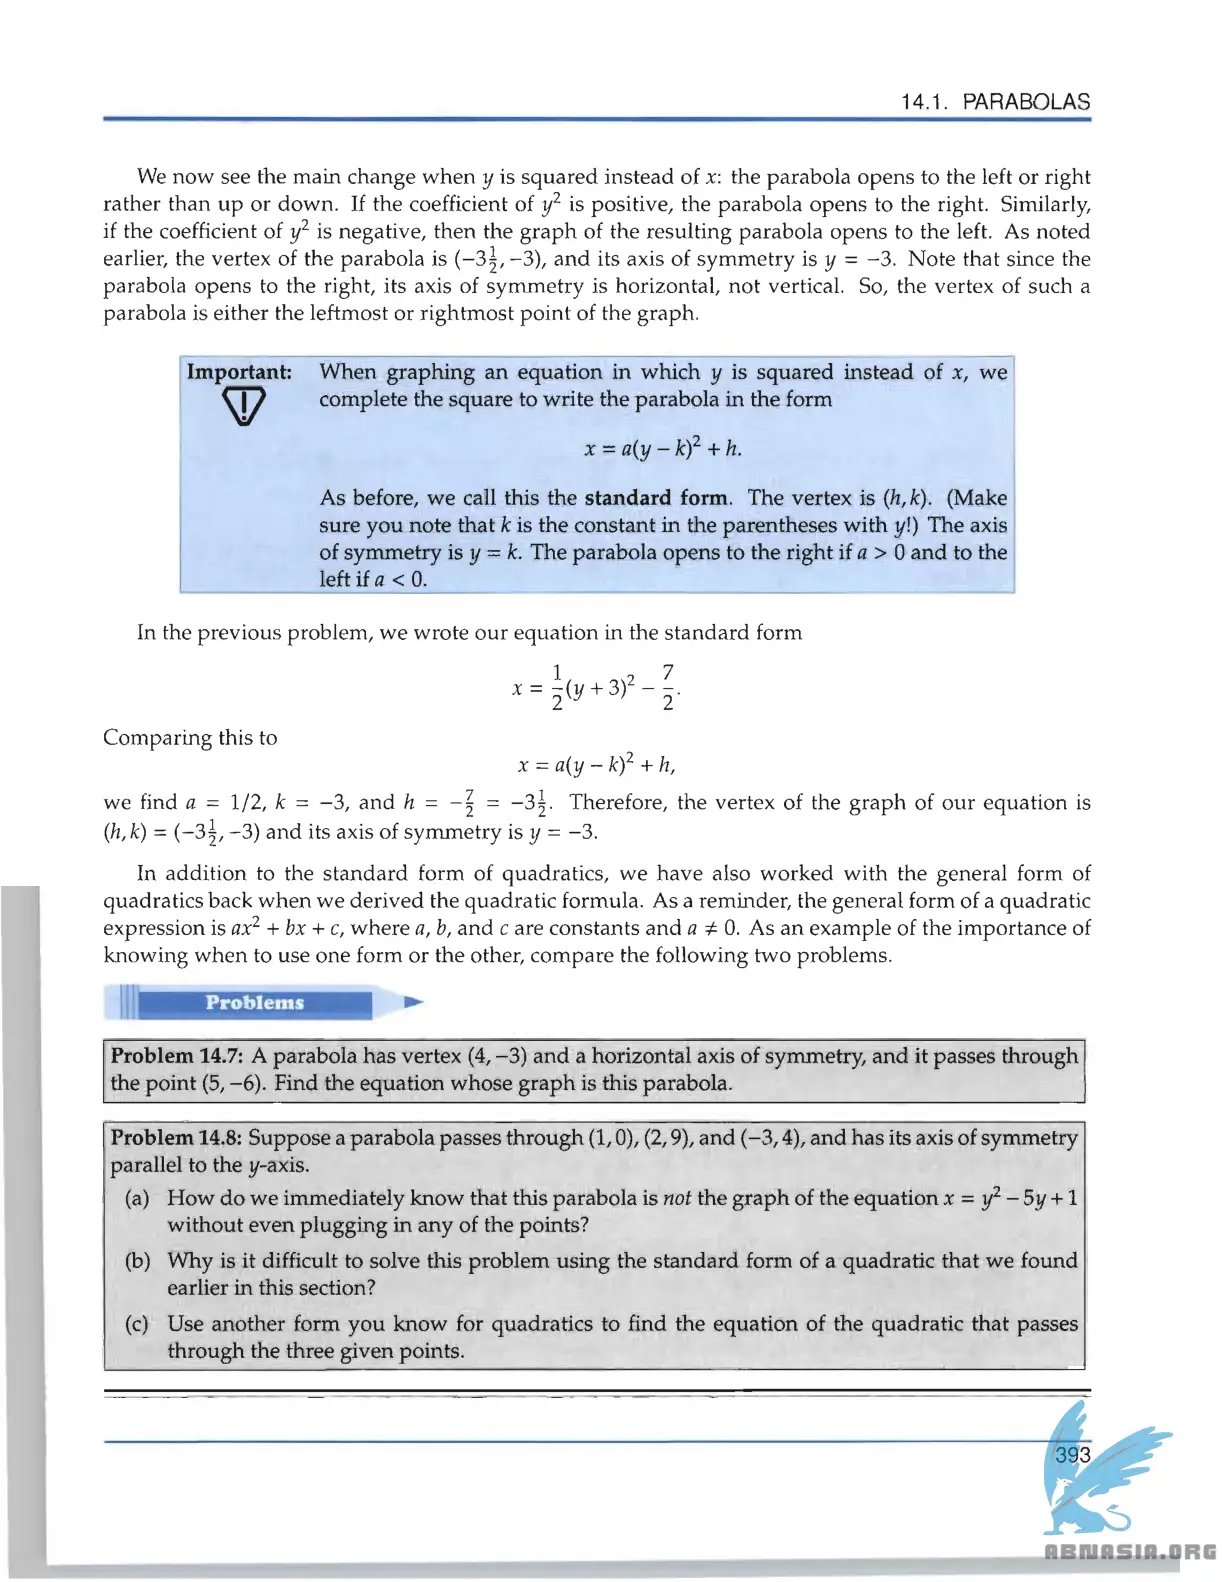 14.1. PARABOLAS
We now see the main change when y is squared instead of x: the parabola opens to the left or right
rather than up or down. If the coefficient of y² is positive, the parabola opens to the right. Similarly,
if the coefficient of y² is negative, then the graph of the resulting parabola opens to the left. As noted
earlier, the vertex of the parabola is (−3½, −3), and its axis of symmetry is y = −3. Note that since the
parabola opens to the right, its axis of symmetry is horizontal, not vertical. So, the vertex of such a
parabola is either the leftmost or rightmost point of the graph.
Important: When graphing an equation in which y is squared instead of x, we
complete the square to write the parabola in the form
x = a(y − k)² + h.
As before, we call this the standard form. The vertex is (h, k). (Make
sure you note that k is the constant in the parentheses with y!) The axis
of symmetry is y = k. The parabola opens to the right if a > 0 and to the
left if a < 0.
In the previous problem, we wrote our equation in the standard form
x = 1/2(y + 3)² − 7/2.
Comparing this to
x = a(y − k)² + h,
we find a = 1/2, k = −3, and h = −7/2 = −3½. Therefore, the vertex of the graph of our equation is
(h, k) = (−3½, −3) and its axis of symmetry is y = −3.
In addition to the standard form of quadratics, we have also worked with the general form of
quadratics back when we derived the quadratic formula. As a reminder, the general form of a quadratic
expression is ax² + bx + c, where a, b, and c are constants and a ≠ 0. As an example of the importance of
knowing when to use one form or the other, compare the following two problems.
Problems
Problem 14.7: A parabola has vertex (4, −3) and a horizontal axis of symmetry, and it passes through
the point (5, −6). Find the equation whose graph is this parabola.
Problem 14.8: Suppose a parabola passes through (1, 0), (2, 9), and (−3, 4), and has its axis of symmetry
parallel to the y-axis.
(a) How do we immediately know that this parabola is not the graph of the equation x = y² − 5y + 1
without even plugging in any of the points?
(b) Why is it difficult to solve this problem using the standard form of a quadratic that we found
earlier in this section?
(c) Use another form you know for quadratics to find the equation of the quadratic that passes
through the three given points.
393
ABNASIA.ORG